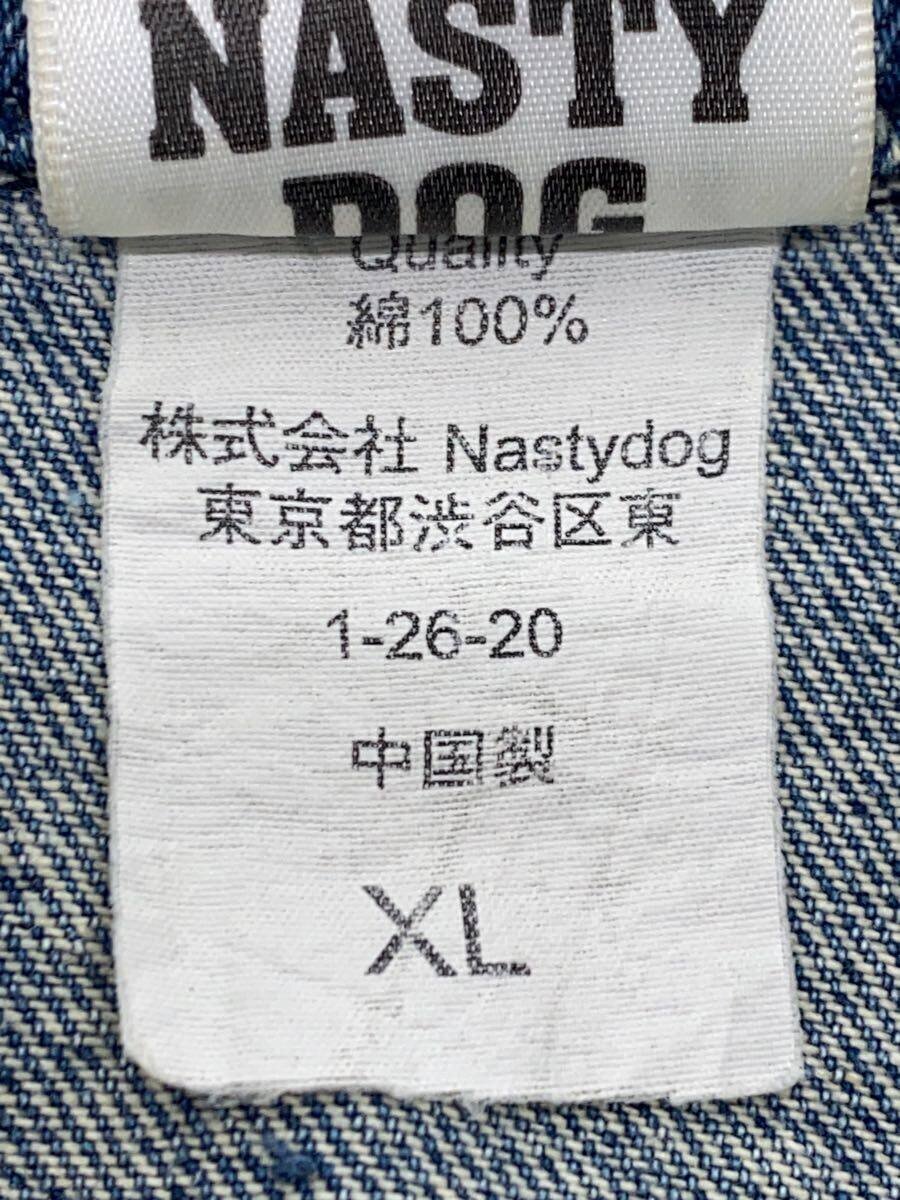 NASTY
DOG
Quality
綿100%
株式会社 Nastydog
東京都渋谷区東
1-26-20
中国製
XL